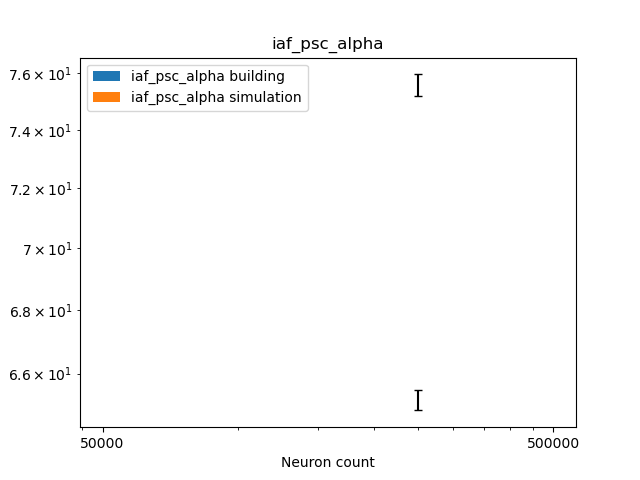 iaf_psc_alpha
iaf_psc_alpha building
iaf_psc_alpha simulation
7.6 × 10¹
7.4 × 10¹
7.2 × 10¹
7 × 10¹
6.8 × 10¹
6.6 × 10¹
50000 500000
Neuron count